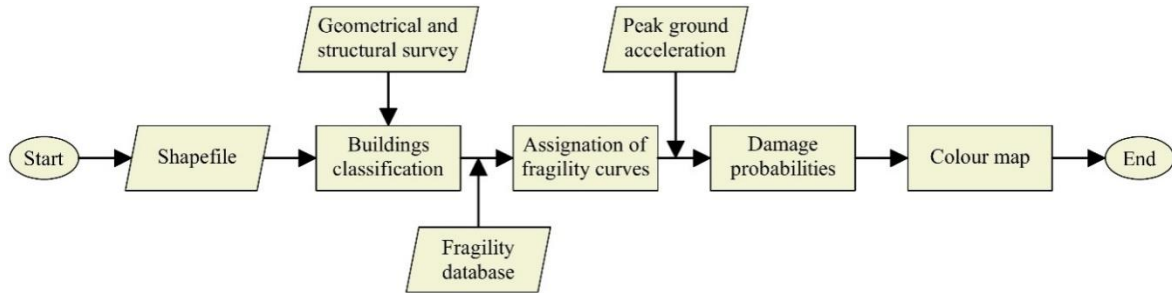 Geometrical and
structural survey
Peak ground
acceleration
Start
Shapefile
Buildings
classification
Assignation of
fragility curves
Damage
probabilities
Colour map
End
Fragility
database